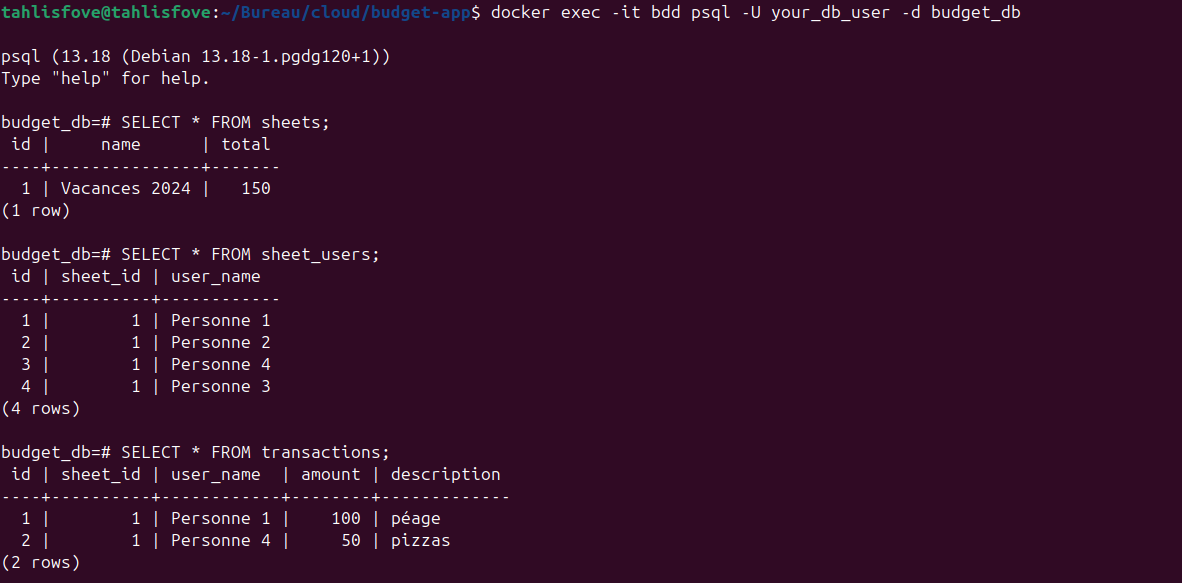 tahlisfove@tahlisfove:~/Bureau/cloud/budget-app$ docker exec -it bdd psql -U your_db_user -d budget_db
psql (13.18 (Debian 13.18-1.pgdg120+1))
Type "help" for help.
budget_db=# SELECT * FROM sheets;
 id |     name      | total
----+---------------+-------
  1 | Vacances 2024 |   150
(1 row)
budget_db=# SELECT * FROM sheet_users;
 id | sheet_id | user_name
----+----------+------------
  1 |        1 | Personne 1
  2 |        1 | Personne 2
  3 |        1 | Personne 4
  4 |        1 | Personne 3
(4 rows)
budget_db=# SELECT * FROM transactions;
 id | sheet_id | user_name  | amount | description
----+----------+------------+--------+-------------
  1 |        1 | Personne 1 |    100 | péage
  2 |        1 | Personne 4 |     50 | pizzas
(2 rows)